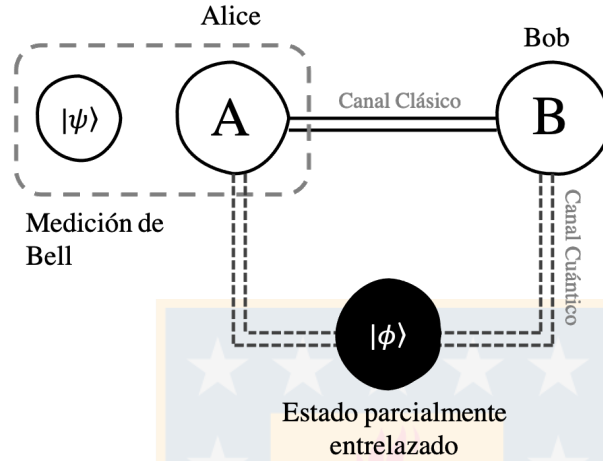 Alice
Bob
|ψ⟩
A
Canal Clásico
B
Medición de
Bell
Canal Cuántico
|ϕ⟩
Estado parcialmente
entrelazado